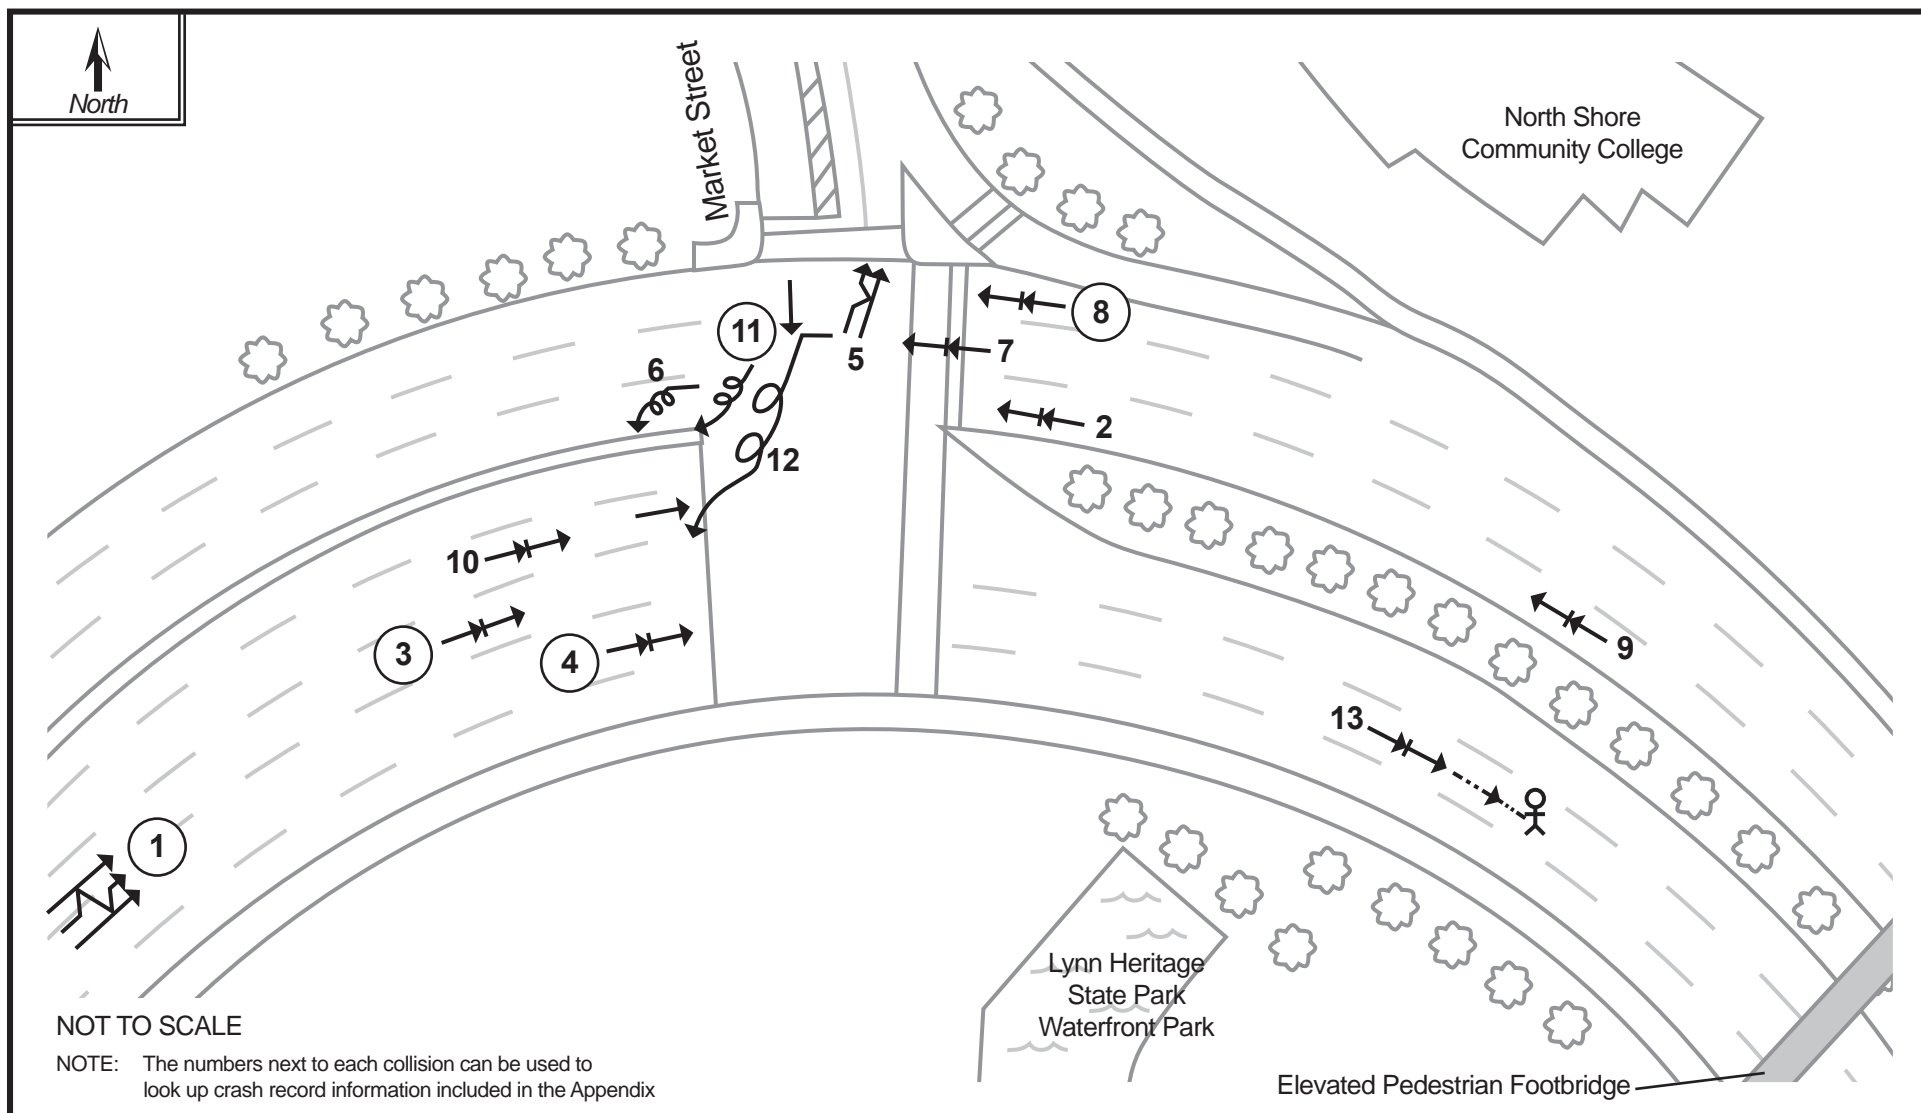 North
Market Street
North Shore
Community College
11
8
6
5
7
2
12
10
3
4
9
13
1
Lynn Heritage
State Park
Waterfront Park
NOT TO SCALE
NOTE: The numbers next to each collision can be used to
look up crash record information included in the Appendix
Elevated Pedestrian Footbridge